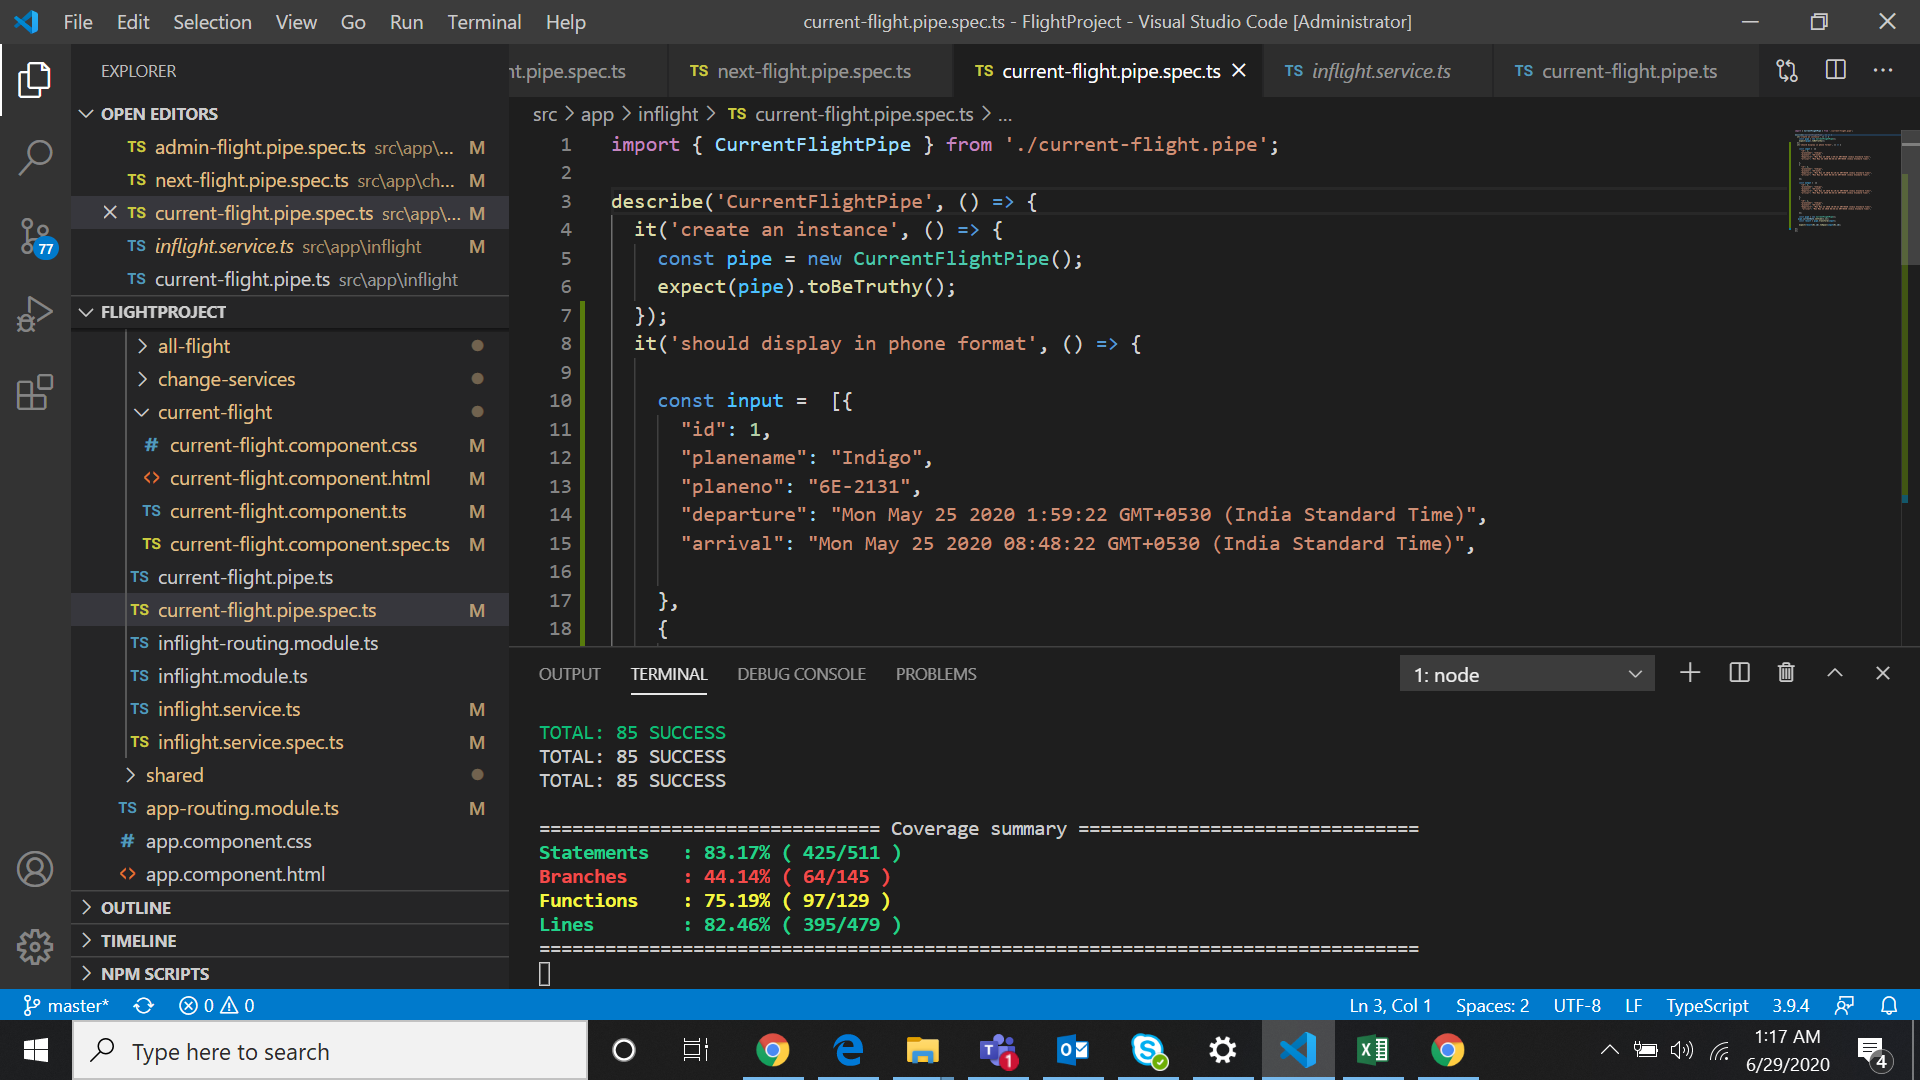 File Edit Selection View Go Run Terminal Help
current-flight.pipe.spec.ts - FlightProject - Visual Studio Code [Administrator]
EXPLORER
OPEN EDITORS
TS admin-flight.pipe.spec.ts src\app\... M
TS next-flight.pipe.spec.ts src\app\ch... M
TS current-flight.pipe.spec.ts src\app\... M
TS inflight.service.ts src\app\inflight M
TS current-flight.pipe.ts src\app\inflight
FLIGHTPROJECT
all-flight
change-services
current-flight
# current-flight.component.css M
<> current-flight.component.html M
TS current-flight.component.ts M
TS current-flight.component.spec.ts M
TS current-flight.pipe.ts
TS current-flight.pipe.spec.ts M
TS inflight-routing.module.ts
TS inflight.module.ts
TS inflight.service.ts M
TS inflight.service.spec.ts M
shared
TS app-routing.module.ts M
# app.component.css
<> app.component.html
OUTLINE
TIMELINE
NPM SCRIPTS
77
nt.pipe.spec.ts
TS next-flight.pipe.spec.ts
TS current-flight.pipe.spec.ts
TS inflight.service.ts
TS current-flight.pipe.ts
src > app > inflight > TS current-flight.pipe.spec.ts > ...
1 import { CurrentFlightPipe } from './current-flight.pipe';
2
3 describe('CurrentFlightPipe', () => {
4 it('create an instance', () => {
5 const pipe = new CurrentFlightPipe();
6 expect(pipe).toBeTruthy();
7 });
8 it('should display in phone format', () => {
9
10 const input = [{
11 "id": 1,
12 "planename": "Indigo",
13 "planeno": "6E-2131",
14 "departure": "Mon May 25 2020 1:59:22 GMT+0530 (India Standard Time)",
15 "arrival": "Mon May 25 2020 08:48:22 GMT+0530 (India Standard Time)",
16
17 },
18 {
OUTPUT TERMINAL DEBUG CONSOLE PROBLEMS
1: node
TOTAL: 85 SUCCESS
TOTAL: 85 SUCCESS
TOTAL: 85 SUCCESS
=============================== Coverage summary ===============================
Statements : 83.17% ( 425/511 )
Branches : 44.14% ( 64/145 )
Functions : 75.19% ( 97/129 )
Lines : 82.46% ( 395/479 )
================================================================================
master* 0 0
Ln 3, Col 1 Spaces: 2 UTF-8 LF TypeScript 3.9.4
Type here to search
1
1:17 AM
6/29/2020
4